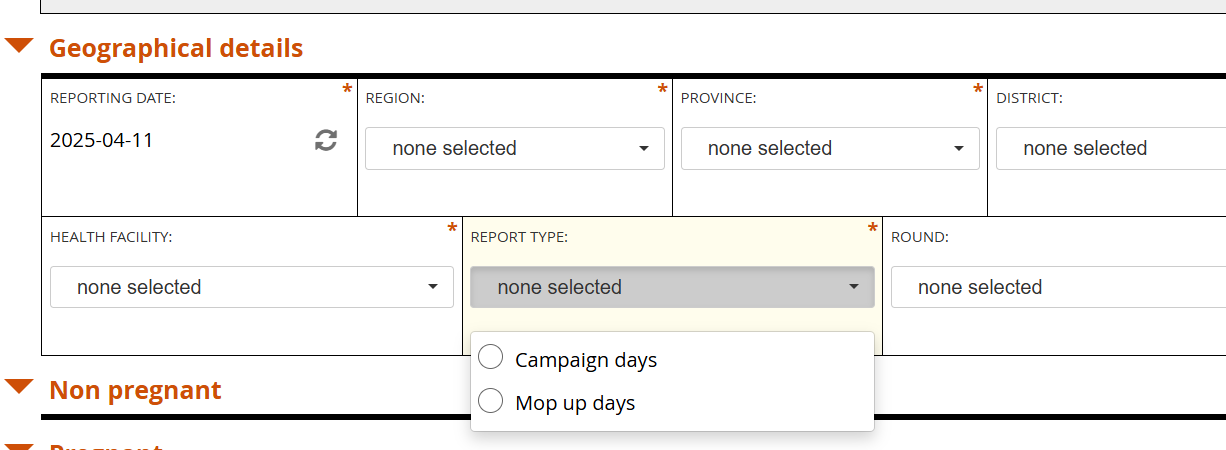 Geographical details
REPORTING DATE: * REGION: * PROVINCE: * DISTRICT:
2025-04-11 none selected none selected none selected
HEALTH FACILITY: * REPORT TYPE: * ROUND:
none selected none selected none selected
Campaign days
Mop up days
Non pregnant